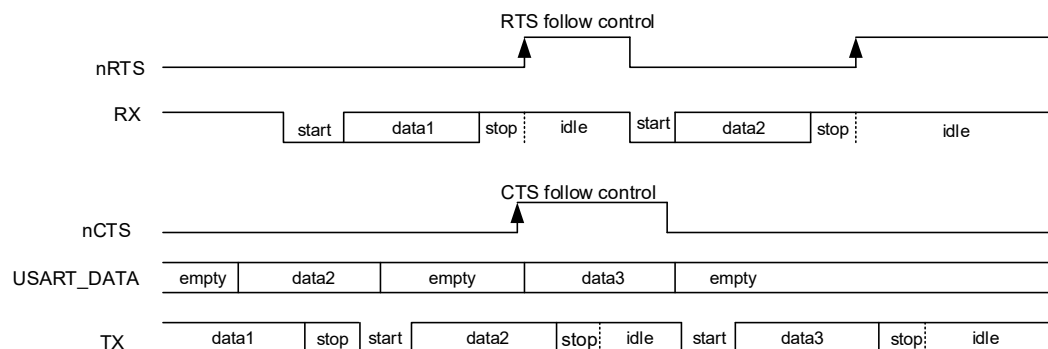 RTS follow control
nRTS
RX start data1 stop idle start data2 stop idle
CTS follow control
nCTS
USART_DATA empty data2 empty data3 empty
TX data1 stop start data2 stop idle start data3 stop idle